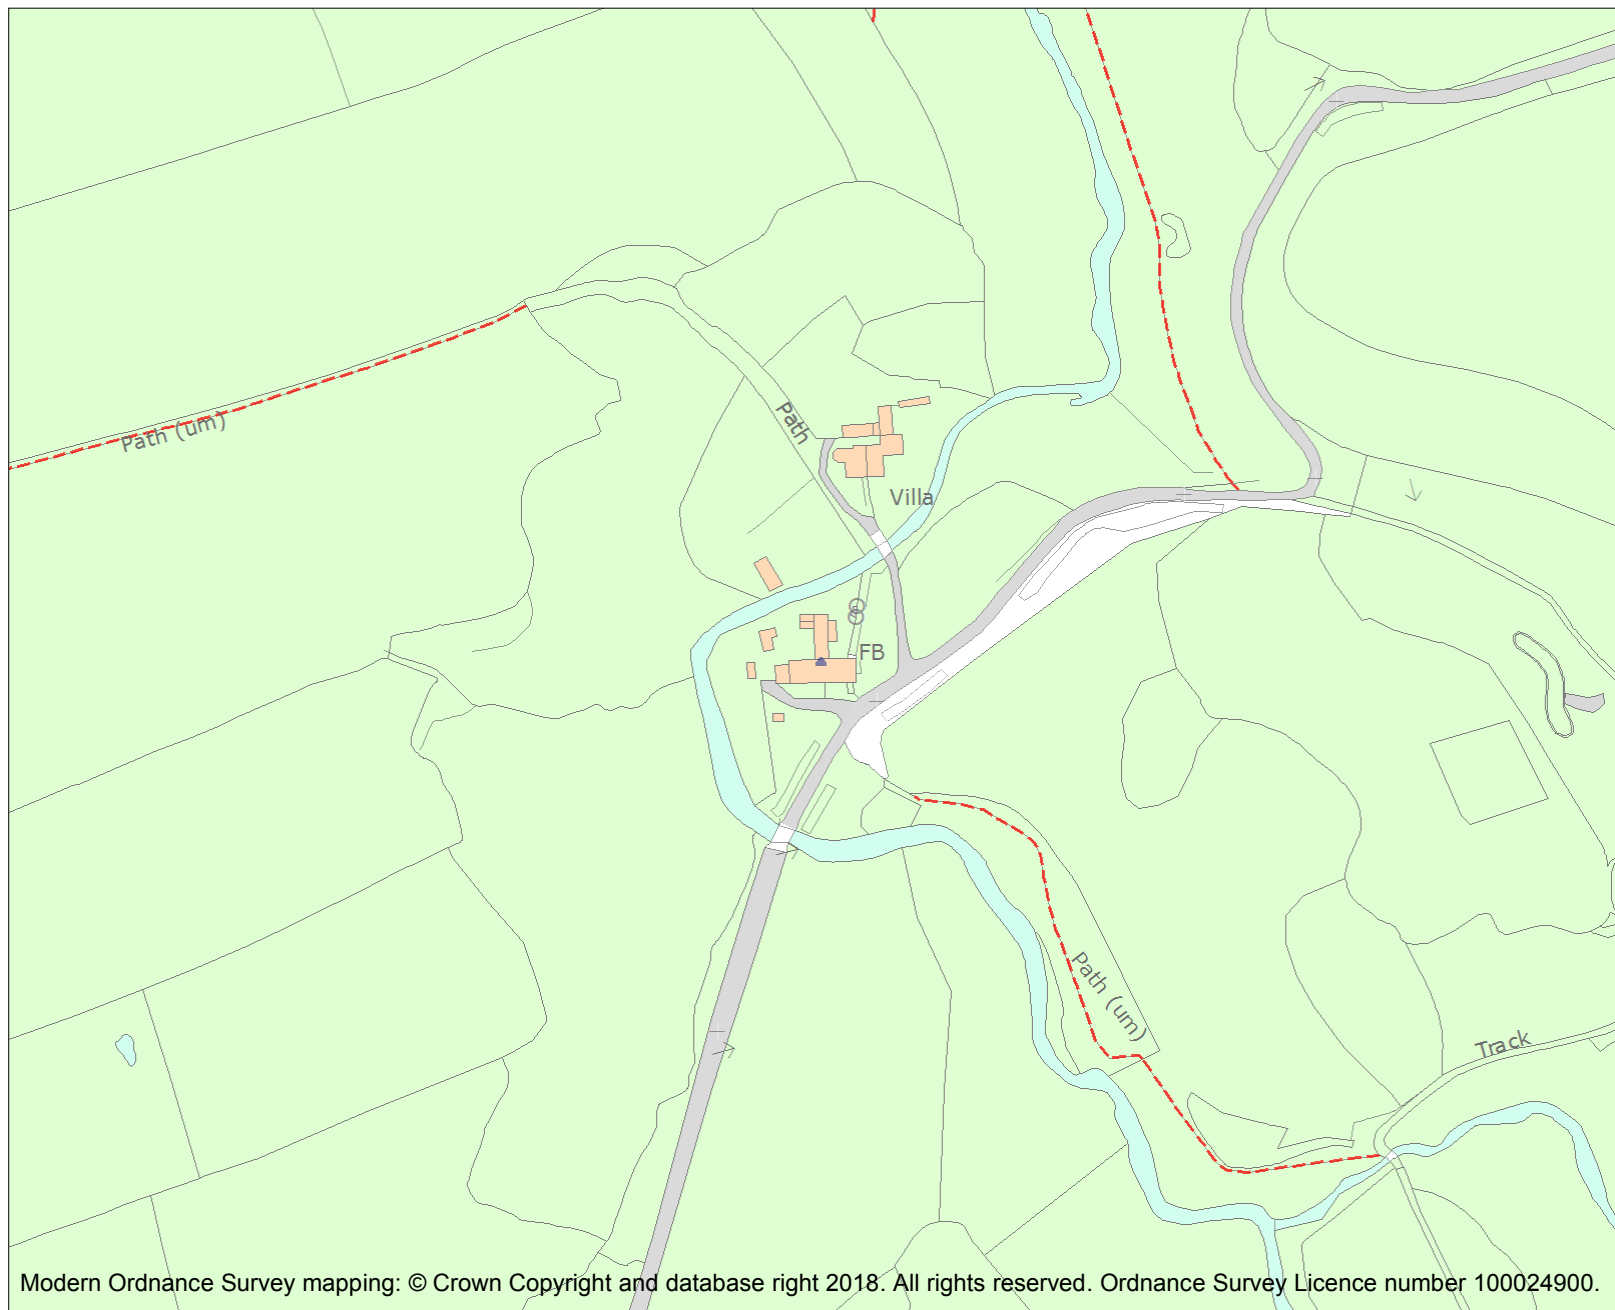 Path (um)
Path
Villa
FB
Path (um)
Track
Modern Ordnance Survey mapping: © Crown Copyright and database right 2018. All rights reserved. Ordnance Survey Licence number 100024900.